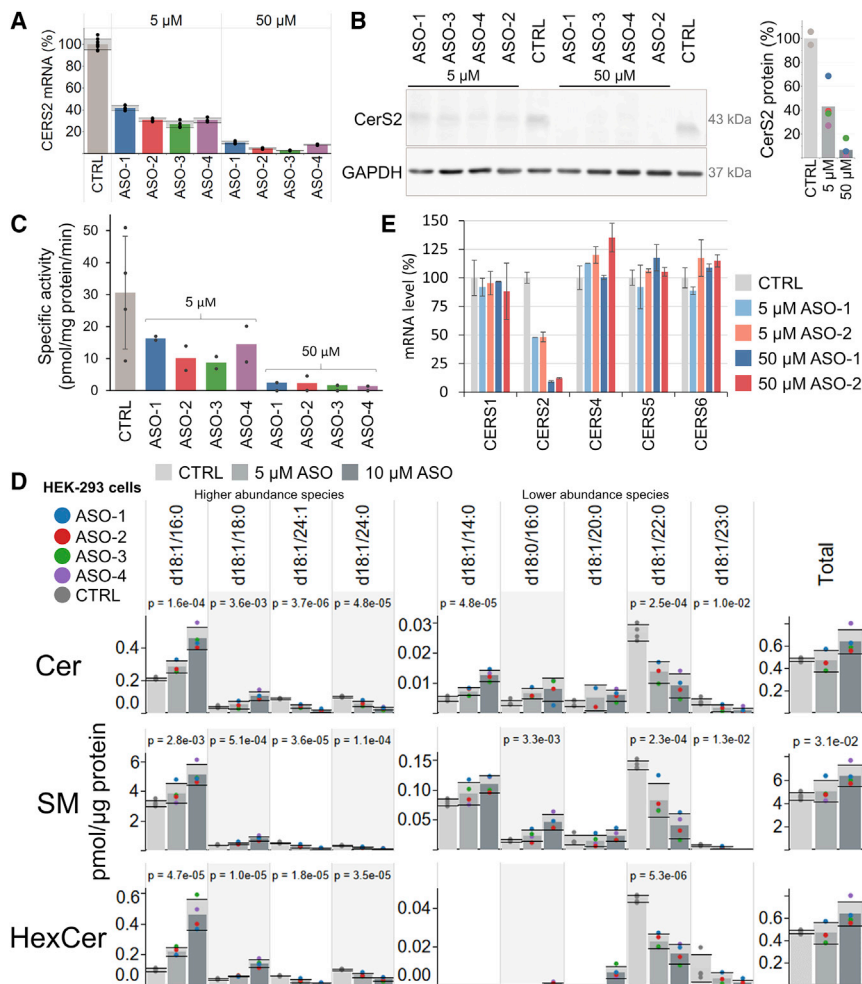 A
CERS2 mRNA (%)
100
80
60
40
20
5 µM
50 µM
CTRL
ASO-1
ASO-2
ASO-3
ASO-4
ASO-1
ASO-2
ASO-3
ASO-4
B
ASO-1
ASO-3
ASO-4
ASO-2
CTRL
ASO-1
ASO-3
ASO-4
ASO-2
CTRL
5 µM
50 µM
CerS2
43 kDa
GAPDH
37 kDa
CerS2 protein (%)
100
80
60
40
20
CTRL
5 µM
50 µM
C
Specific activity
(pmol/mg protein/min)
50
40
30
20
10
0
5 µM
50 µM
CTRL
ASO-1
ASO-2
ASO-3
ASO-4
ASO-1
ASO-2
ASO-3
ASO-4
E
mRNA level (%)
150
125
100
75
50
25
0
CERS1
CERS2
CERS4
CERS5
CERS6
CTRL
5 µM ASO-1
5 µM ASO-2
50 µM ASO-1
50 µM ASO-2
D
CTRL 5 µM ASO 10 µM ASO
HEK-293 cells
ASO-1
ASO-2
ASO-3
ASO-4
CTRL
Higher abundance species
Lower abundance species
d18:1/16:0
d18:1/18:0
d18:1/24:1
d18:1/24:0
d18:1/14:0
d18:0/16:0
d18:1/20:0
d18:1/22:0
d18:1/23:0
Total
pmol/µg protein
Cer
p = 1.6e-04 p = 3.6e-03 p = 3.7e-06 p = 4.8e-05 p = 4.8e-05 p = 2.5e-04 p = 1.0e-02
0.4
0.2
0.0
0.03
0.02
0.01
0
0.6
0.4
0.2
SM
p = 2.8e-03 p = 5.1e-04 p = 3.6e-05 p = 1.1e-04 p = 3.3e-03 p = 2.3e-04 p = 1.3e-02 p = 3.1e-02
6
4
2
0.15
0.10
0.05
0
6
4
2
HexCer
p = 4.7e-05 p = 1.0e-05 p = 1.8e-05 p = 3.5e-05 p = 5.3e-06
0.6
0.4
0.2
0.0
0.04
0.02
0.00
0.6
0.4
0.2